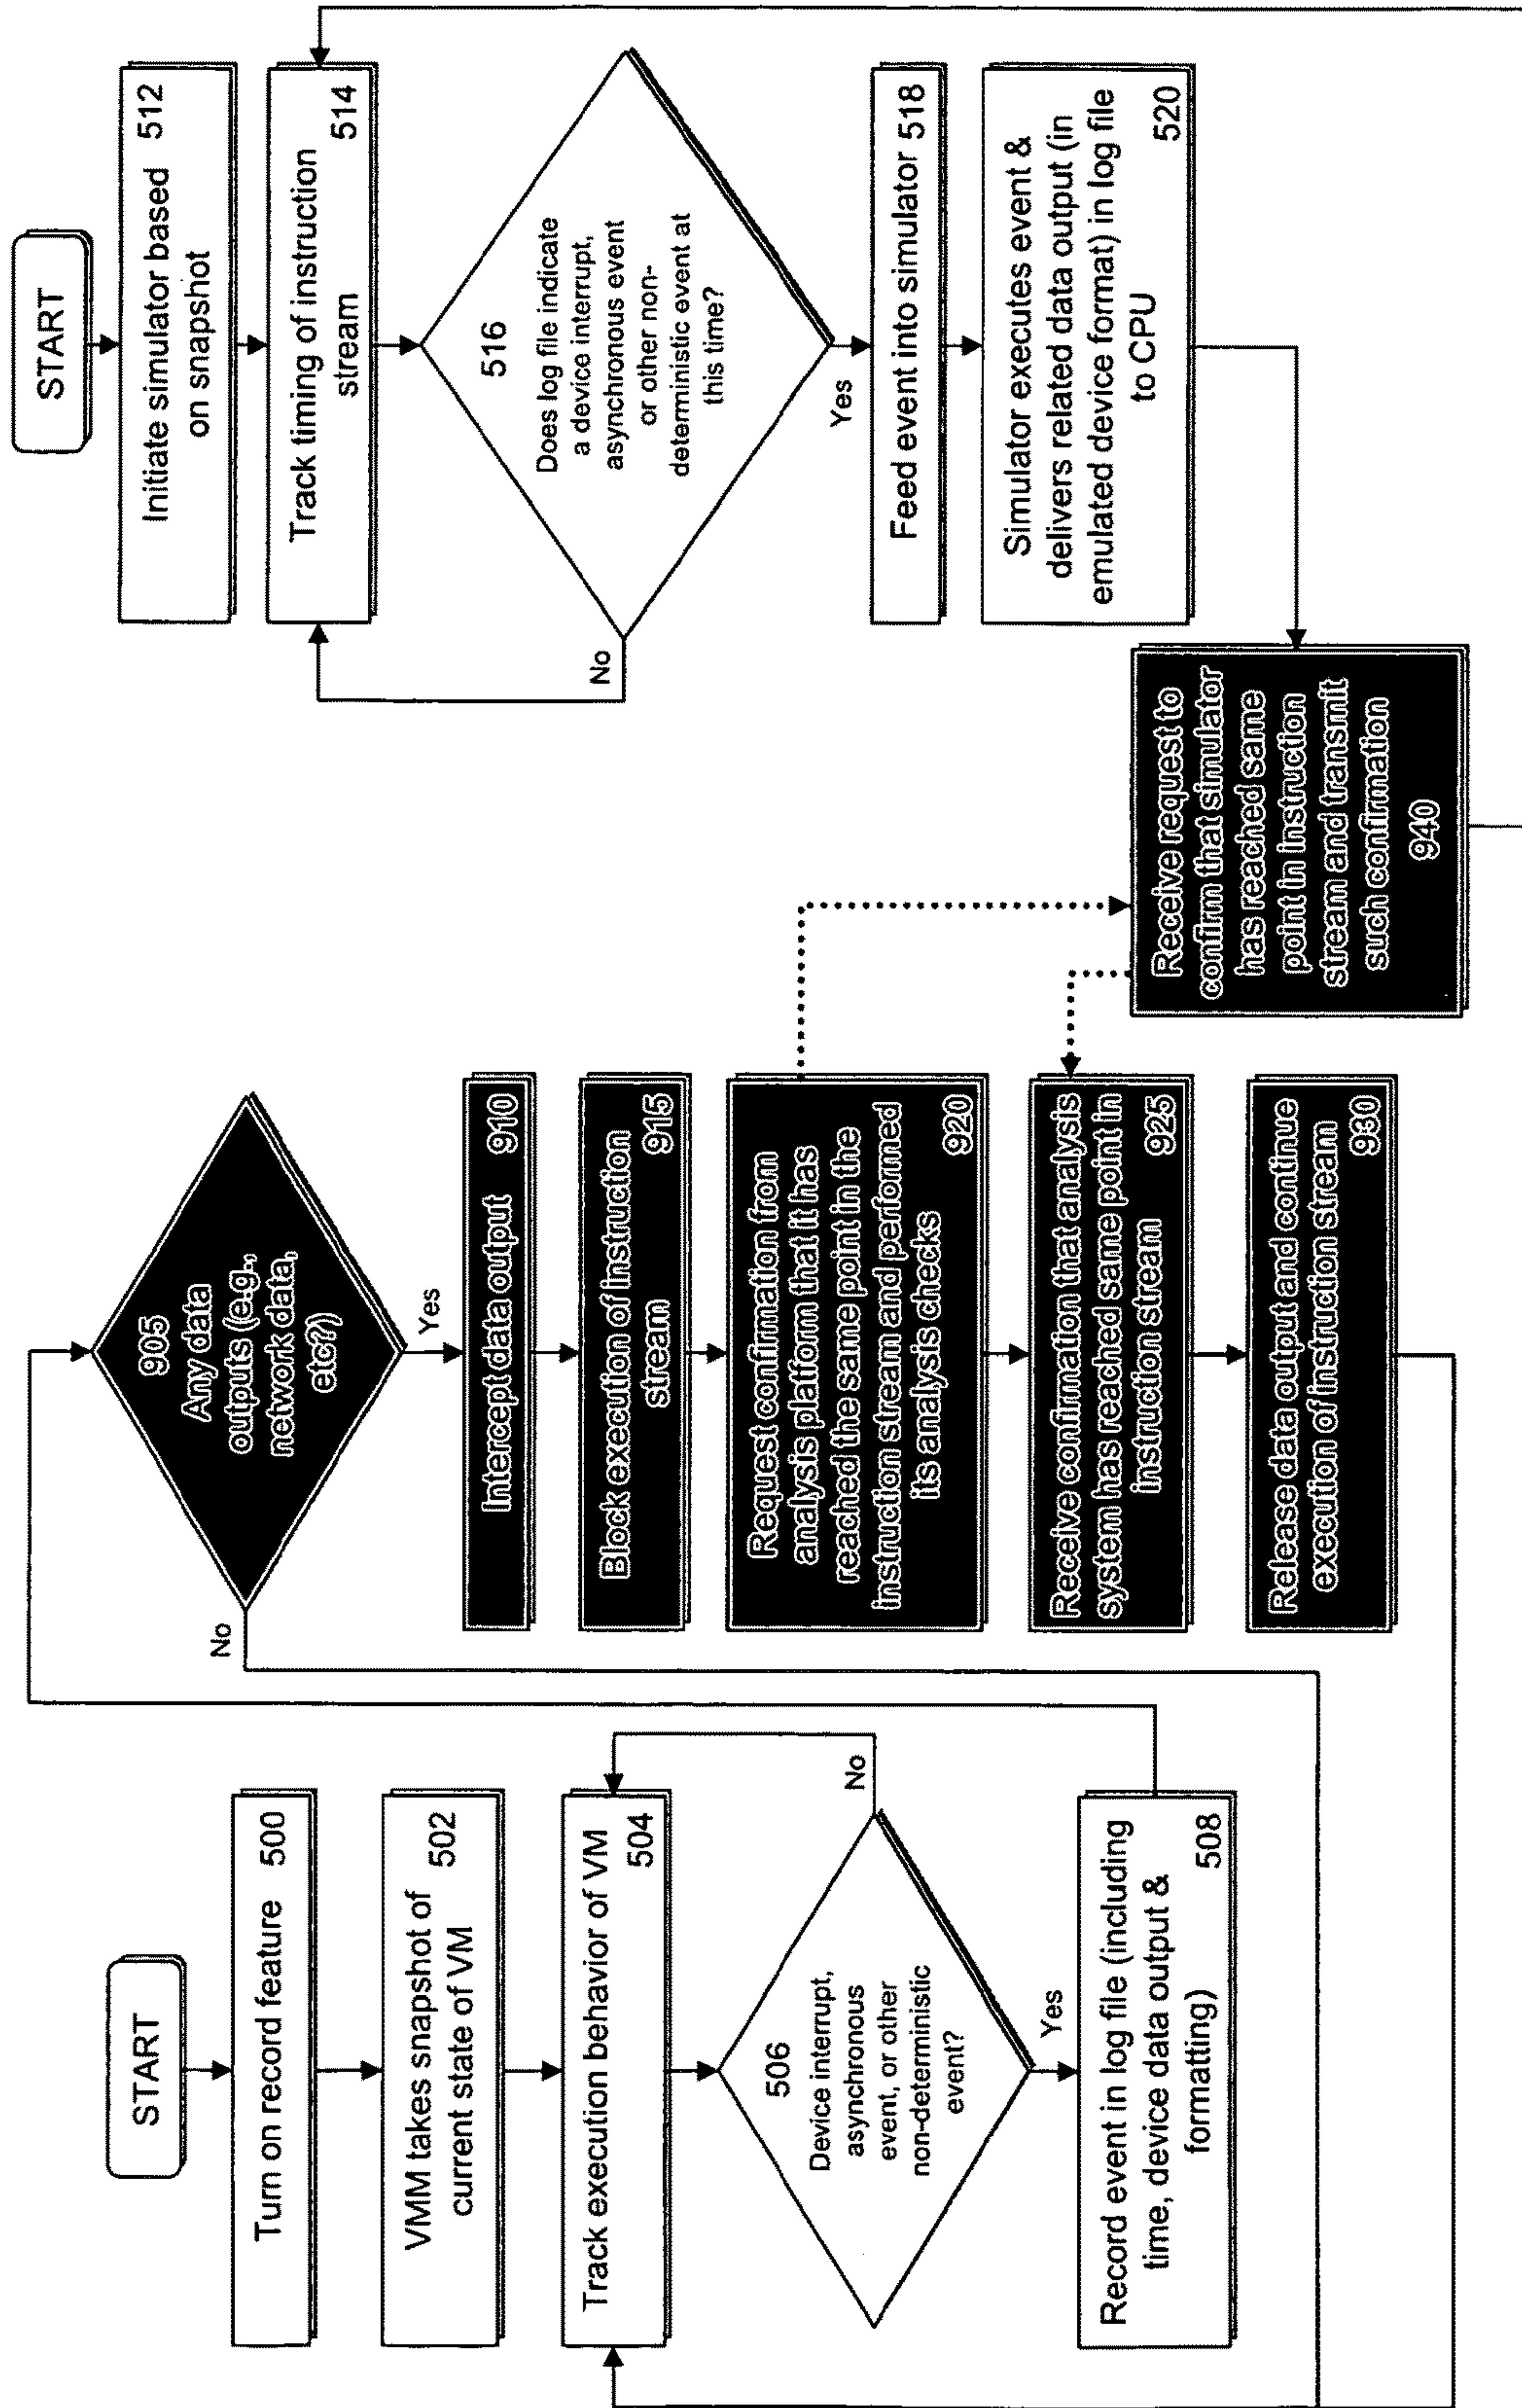 START
Turn on record feature 500
VMM takes snapshot of
current state of VM 502
Track execution behavior of VM
504
506
Device interrupt,
asynchronous
event, or other
non-deterministic
event?
No
Yes
Record event in log file (including
time, device data output &
formatting) 508
905
Any data
outputs (e.g.,
network data,
etc?)
No
Yes
Intercept data output 910
Block execution of instruction
stream 915
Request confirmation from
analysis platform that it has
reached the same point in the
instruction stream and performed
its analysis checks 920
Receive confirmation that analysis
system has reached same point in
instruction stream 925
Release data output and continue
execution of instruction stream
930
START
Initiate simulator based
on snapshot 512
Track timing of instruction
stream 514
516
Does log file indicate
a device interrupt,
asynchronous event
or other non-
deterministic event at
this time?
No
Yes
Feed event into simulator 518
Simulator executes event &
delivers related data output (in
emulated device format) in log file
to CPU 520
Receive request to
confirm that simulator
has reached same
point in instruction
stream and transmit
such confirmation
940